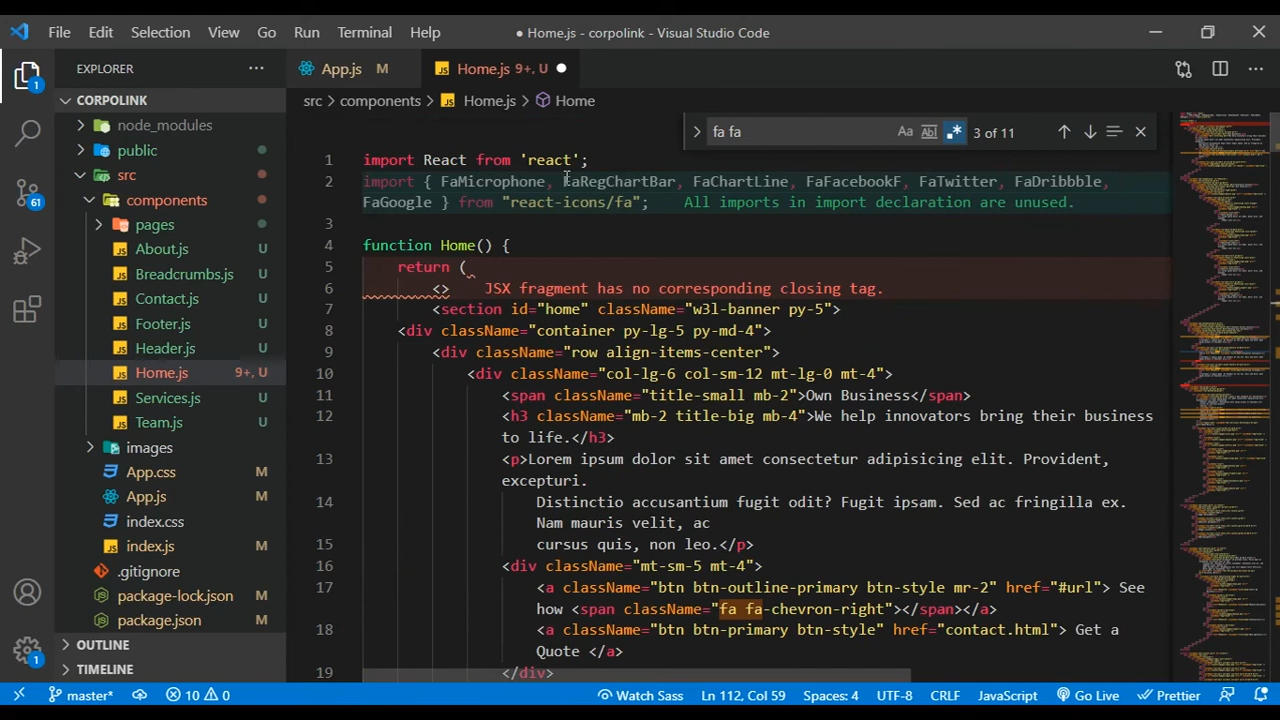 File Edit Selection View Go Run Terminal Help ● Home.js - corpolink - Visual Studio Code
EXPLORER ··· App.js M Home.js 9+, U
1 CORPOLINK src components Home.js Home
node_modules fa fa Aa Abl 3 of 11
public
src
components
pages
About.js U
Breadcrumbs.js U
Contact.js U
Footer.js U
Header.js U
Home.js 9+, U
Services.js U
Team.js U
images
App.css M
App.js M
index.css
index.js M
.gitignore
package-lock.json M
package.json M
OUTLINE
TIMELINE
61
1
1 import React from 'react';
2 import { FaMicrophone, FaRegChartBar, FaChartLine, FaFacebookF, FaTwitter, FaDribbble,
FaGoogle } from "react-icons/fa"; All imports in import declaration are unused.
3
4 function Home() {
5 return (
6 <> JSX fragment has no corresponding closing tag.
7 <section id="home" className="w3l-banner py-5">
8 <div className="container py-lg-5 py-md-4">
9 <div className="row align-items-center">
10 <div className="col-lg-6 col-sm-12 mt-lg-0 mt-4">
11 <span className="title-small mb-2">Own Business</span>
12 <h3 className="mb-2 title-big mb-4">We help innovators bring their business
</h3>
13 ipsum dolor sit amet consectetur adipisicing elit. Provident,
14 Distinctio accusantium fugit odit? Fugit ipsam sed ac fringilla ex.
Nam mauris velit, ac
15 cursus quis, non leo.</p>
16 <div className="mt-sm-5 mt-4">
17 <a className="btn btn-outline-primary btn-style mr-2" href="#url"> See
how <span className="fa fa-chevron-right"></span></a>
18 <a className="btn btn-primary btn-style" href="contact.html"> Get a
Quote </a>
19 </div>
master* 10 0 Watch Sass Ln 112, Col 59 Spaces: 4 UTF-8 CRLF JavaScript Go Live Prettier